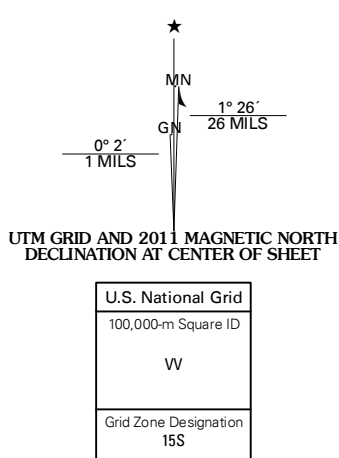 ★
MN
1° 26´
26 MILS
GN
0° 2´
1 MILS
UTM GRID AND 2011 MAGNETIC NORTH
DECLINATION AT CENTER OF SHEET
U.S. National Grid
100,000-m Square ID
VV
Grid Zone Designation
15S